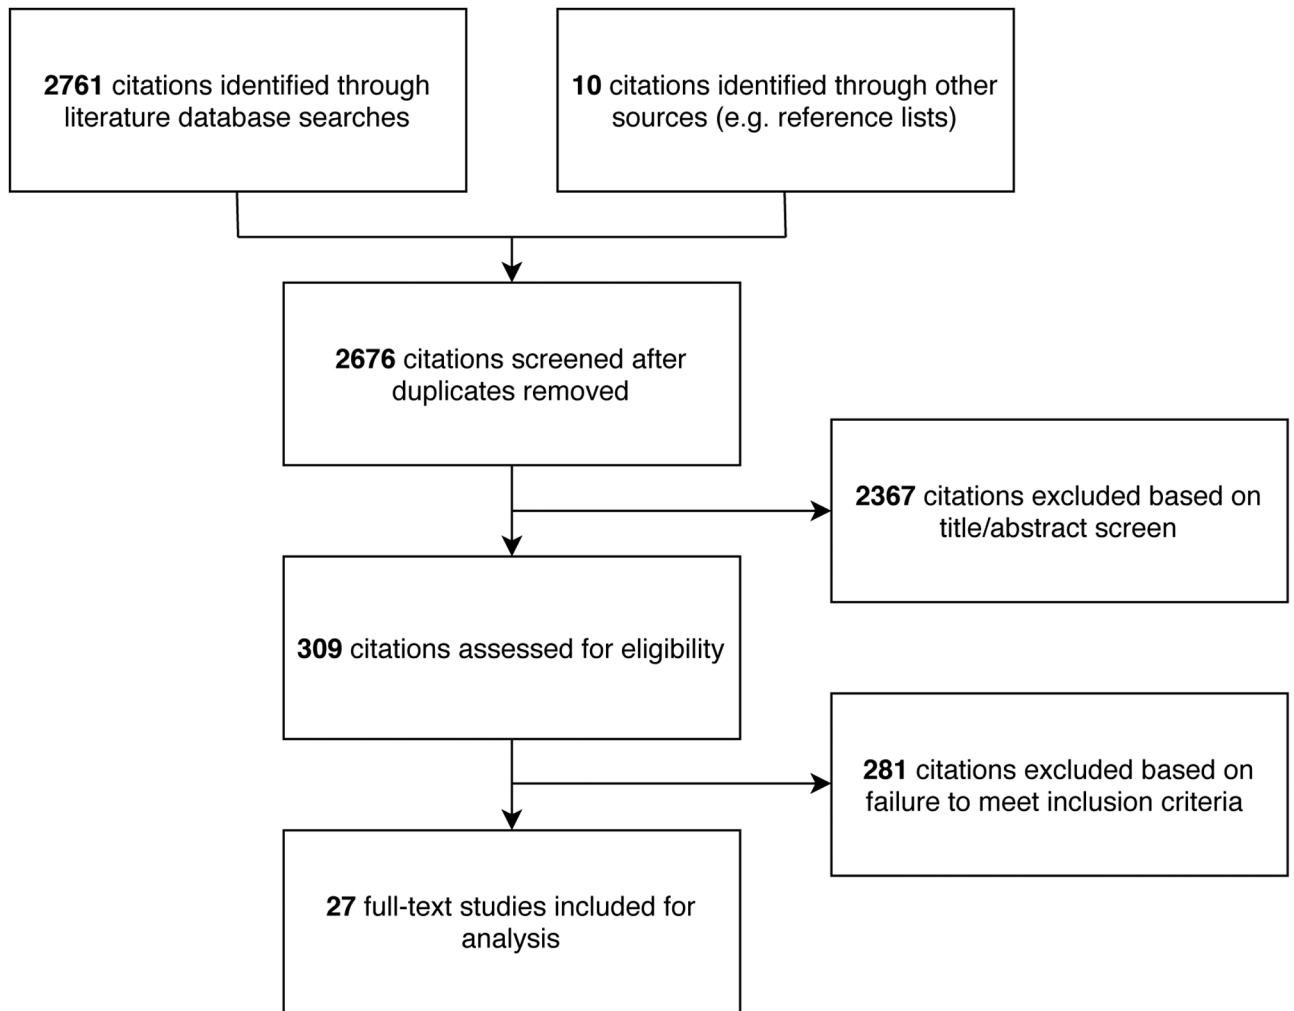 2761 citations identified through
literature database searches
10 citations identified through other
sources (e.g. reference lists)
2676 citations screened after
duplicates removed
2367 citations excluded based on
title/abstract screen
309 citations assessed for eligibility
281 citations excluded based on
failure to meet inclusion criteria
27 full-text studies included for
analysis